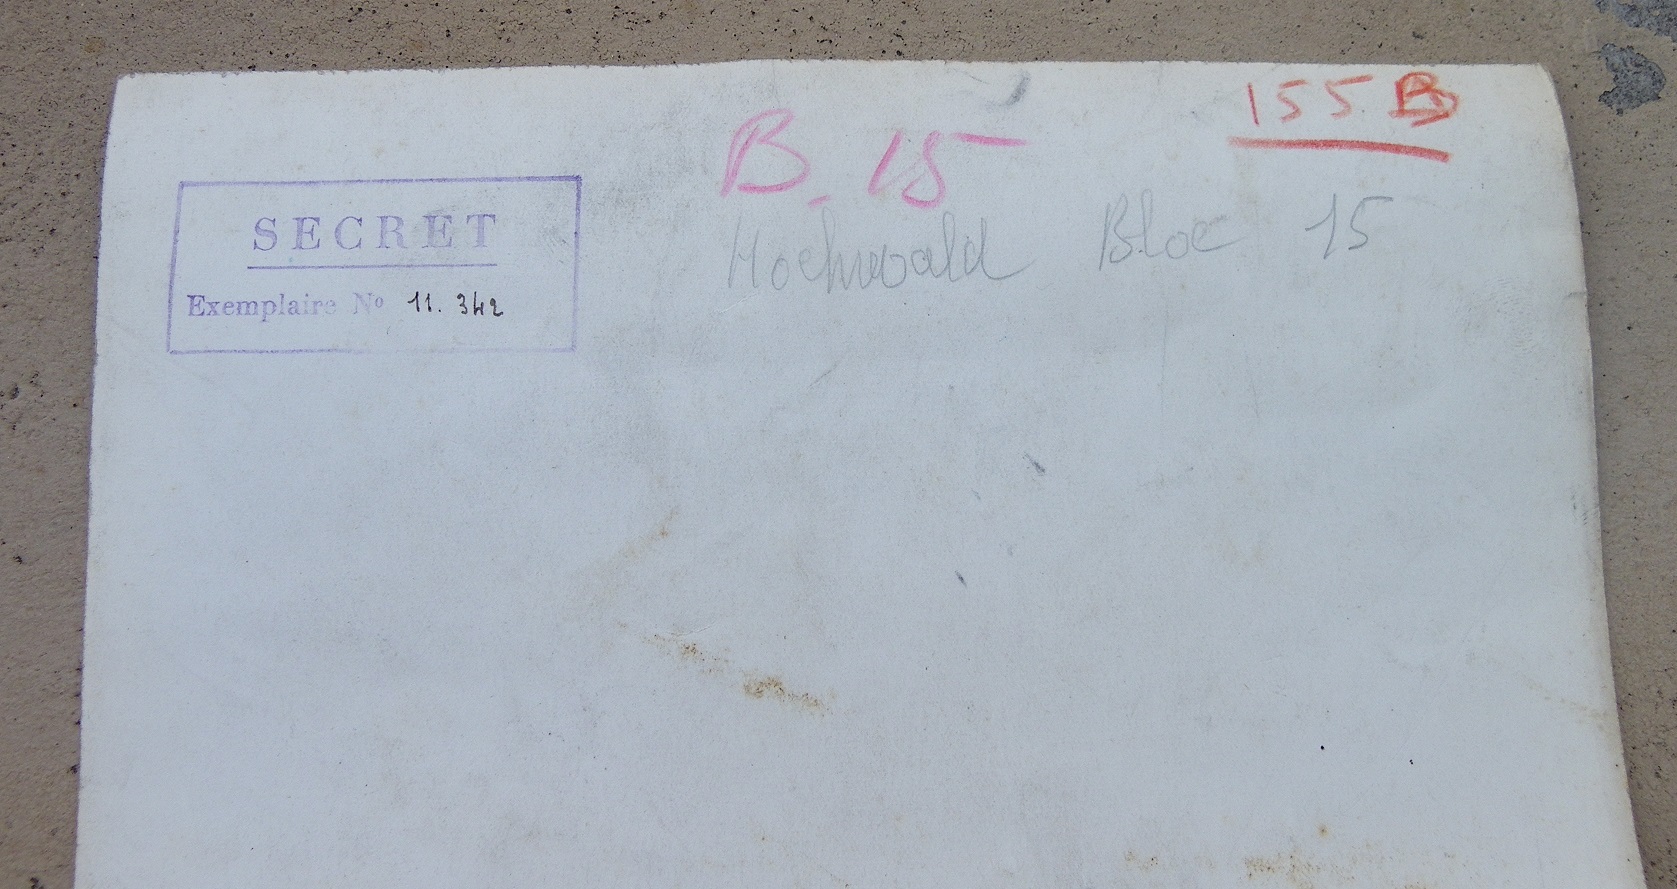 155 B
B. 15
SECRET
Hochwald Bloc 15
Exemplaire Nº 11.342